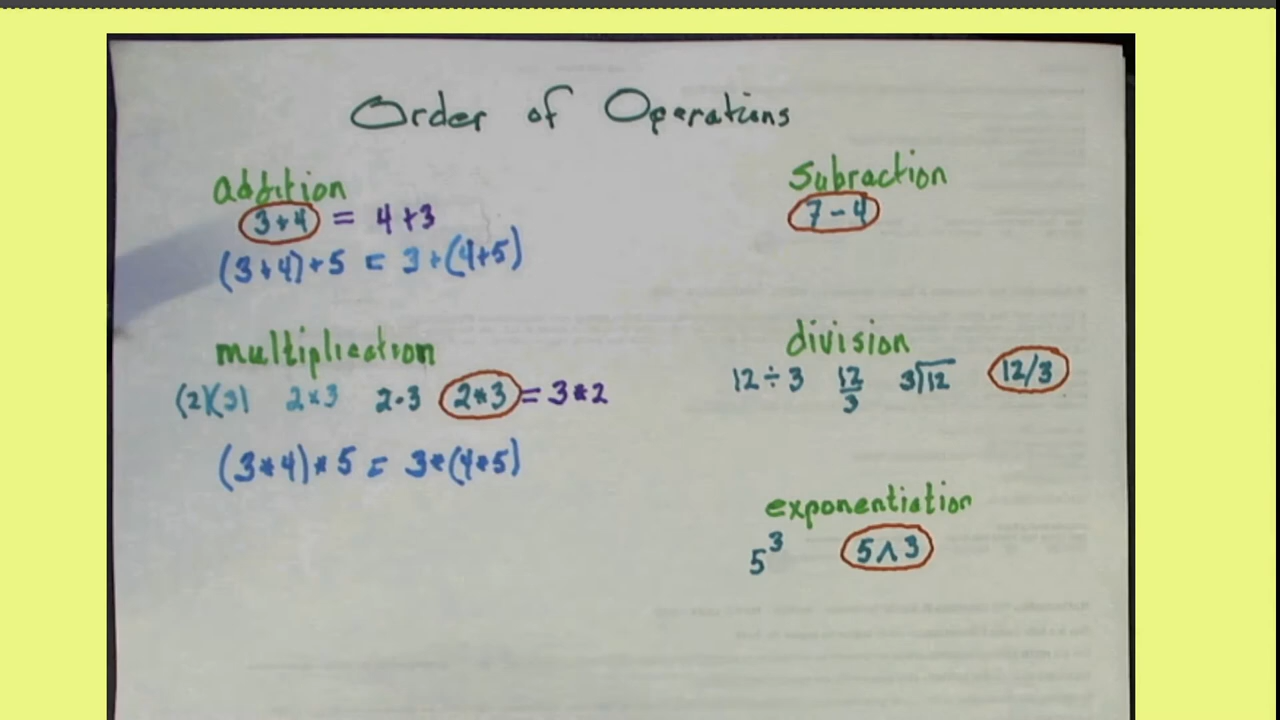 Order of Operations
addition
3+4 = 4+3
(3+4)+5 = 3+(4+5)
Subraction
7-4
multiplication
(2)(3) 2×3 2·3 2*3 = 3*2
(3*4)*5 = 3*(4*5)
division
12÷3 12/3 3)12 12/3
exponentiation
5³ 5∧3